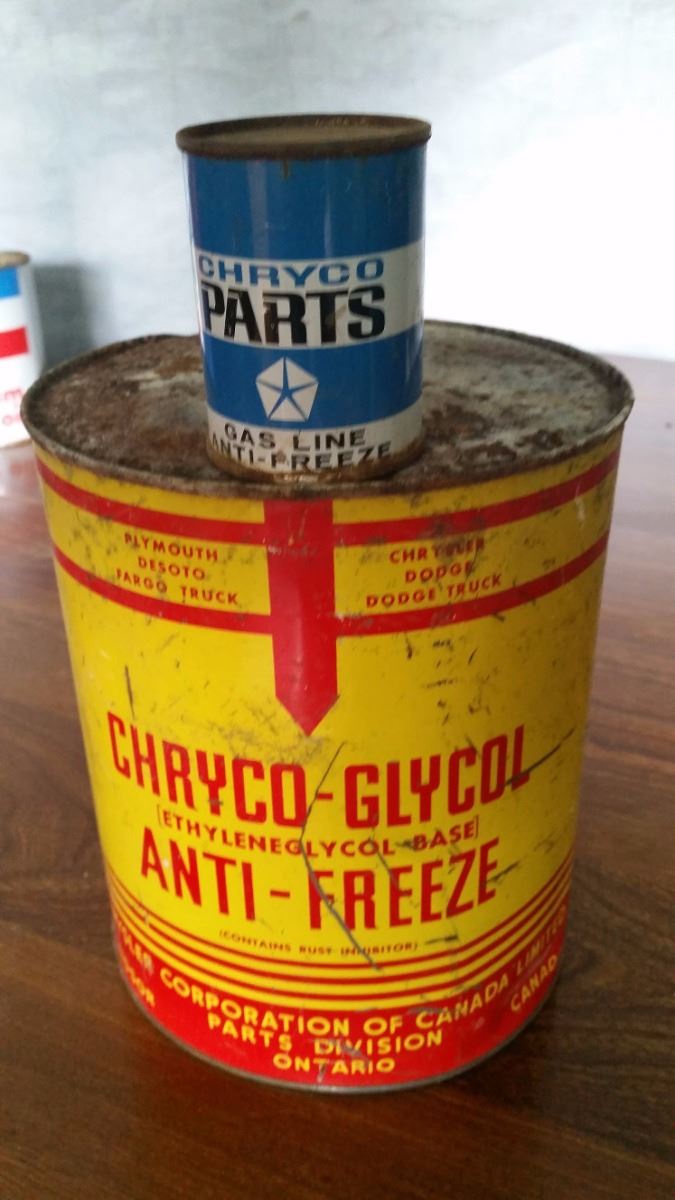 CHRYCO
PARTS
GAS LINE
ANTI-FREEZE
PLYMOUTH
DESOTO
FARGO TRUCK
CHRYSLER
DODGE
DODGE TRUCK
CHRYCO-GLYCOL
[ETHYLENEGLYCOL BASE]
ANTI-FREEZE
(CONTAINS RUST INHIBITOR)
CORPORATION OF CANADA LIMITED
PARTS DIVISION
ONTARIO